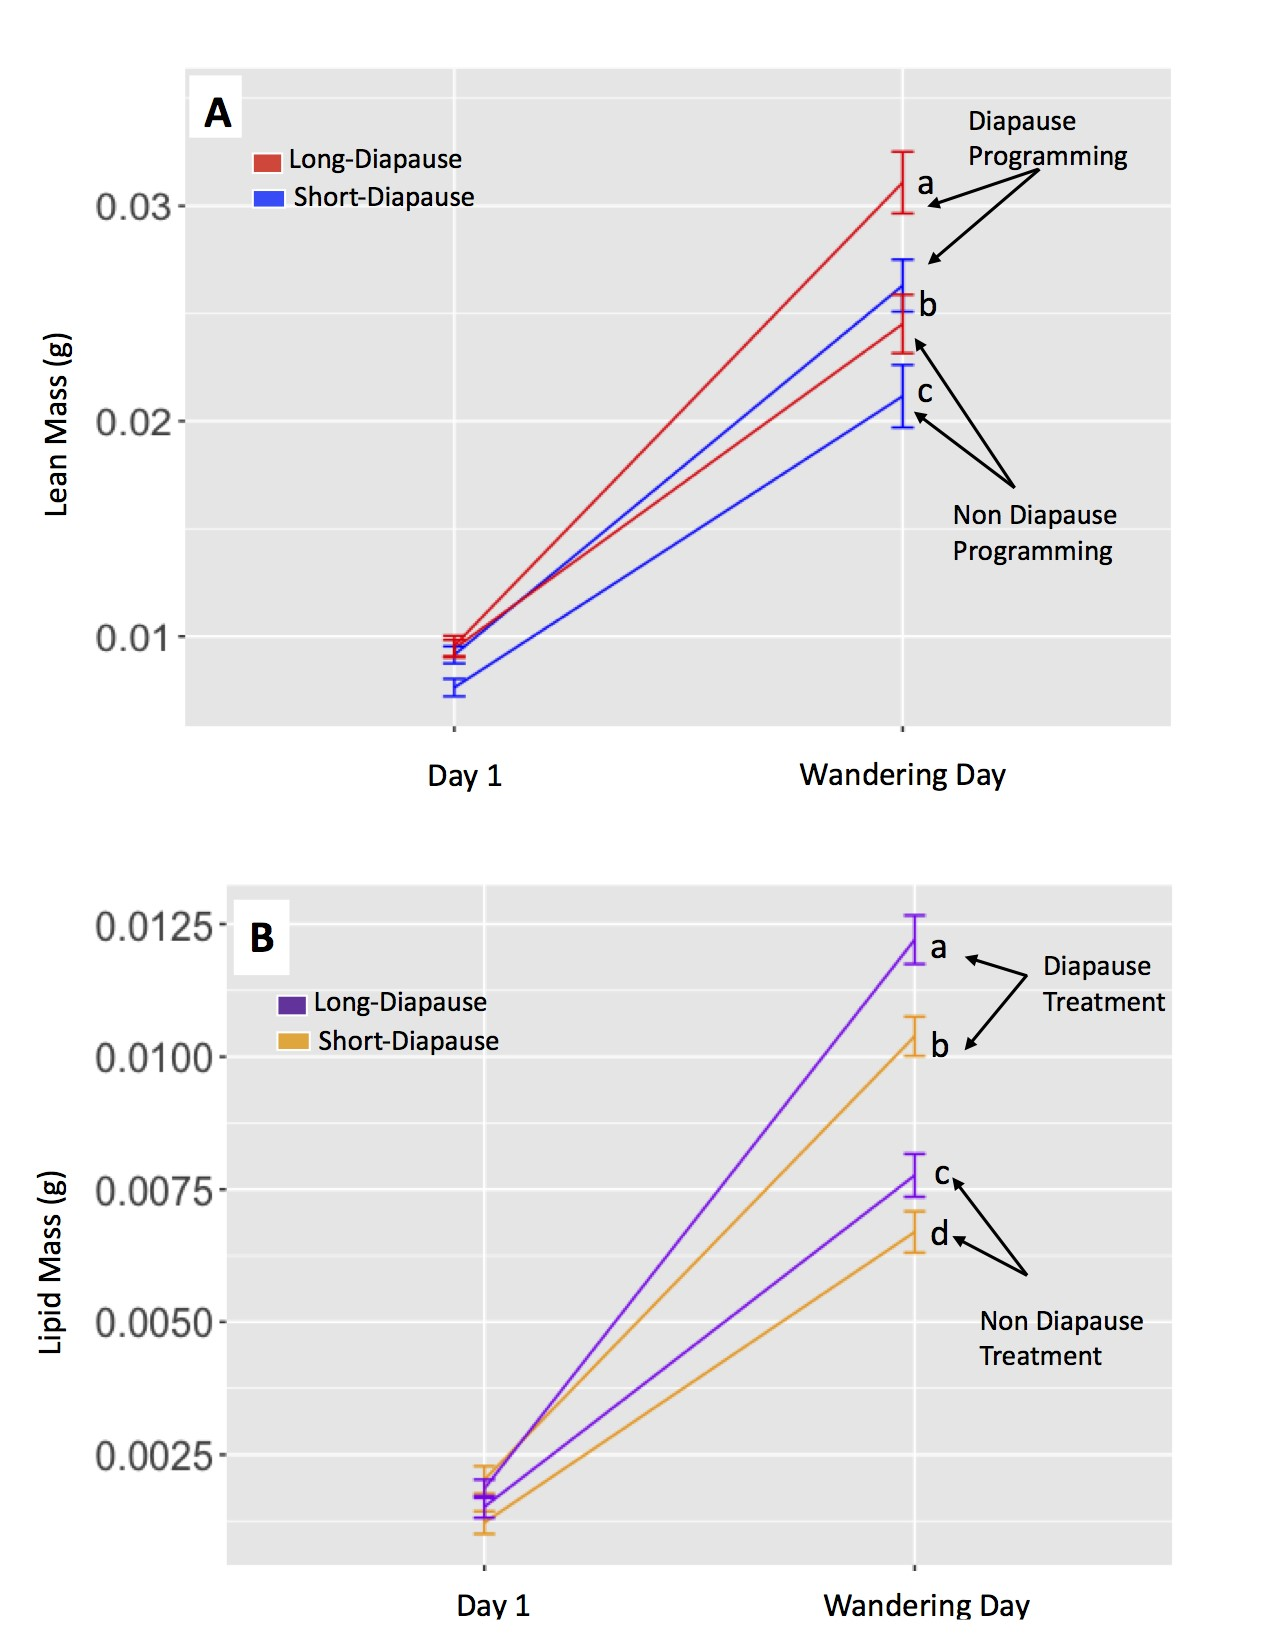 A
Long-Diapause
Short-Diapause
Diapause
Programming
a
b
c
Non Diapause
Programming
0.03
0.02
0.01
Lean Mass (g)
Day 1
Wandering Day
B
Long-Diapause
Short-Diapause
a
b
c
d
Diapause
Treatment
Non Diapause
Treatment
0.0125
0.0100
0.0075
0.0050
0.0025
Lipid Mass (g)
Day 1
Wandering Day